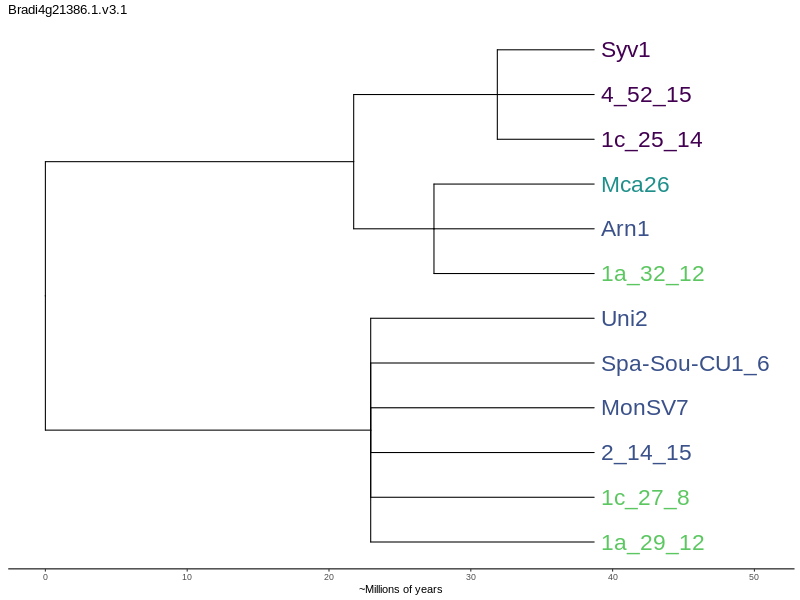 Bradi4g21386.1.v3.1
Syv1
4_52_15
1c_25_14
Mca26
Arn1
1a_32_12
Uni2
Spa-Sou-CU1_6
MonSV7
2_14_15
1c_27_8
1a_29_12
0 10 20 30 40 50
~Millions of years